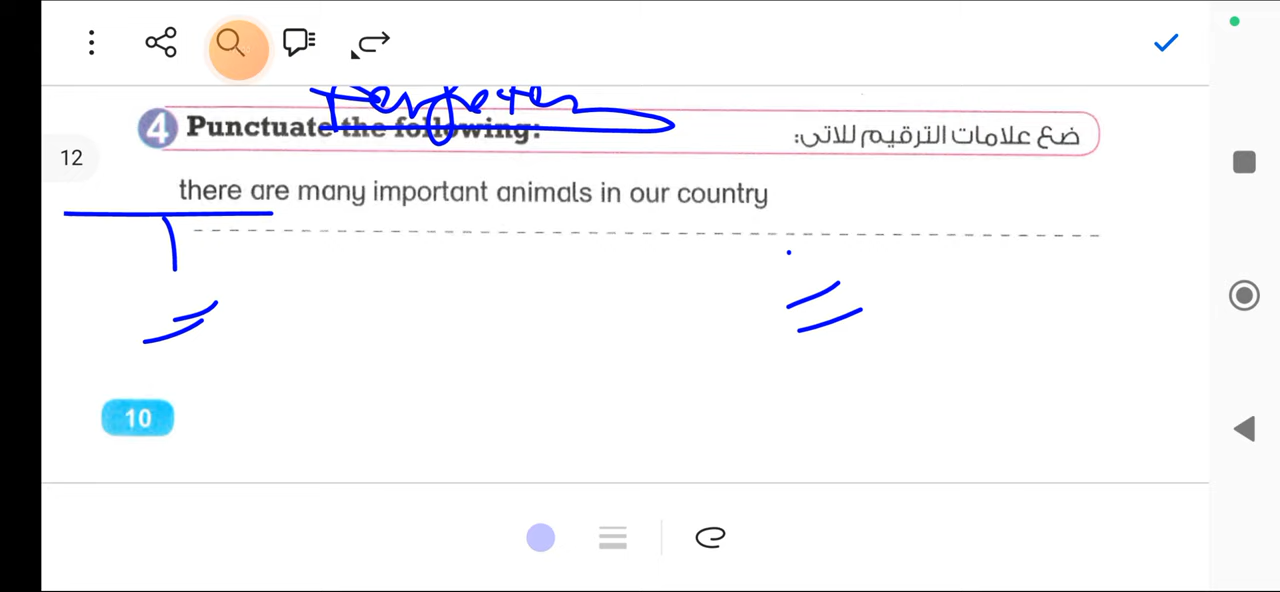 4 Punctuate the following: ضع علامات الترقيم للاتى:
12
there are many important animals in our country
T
10